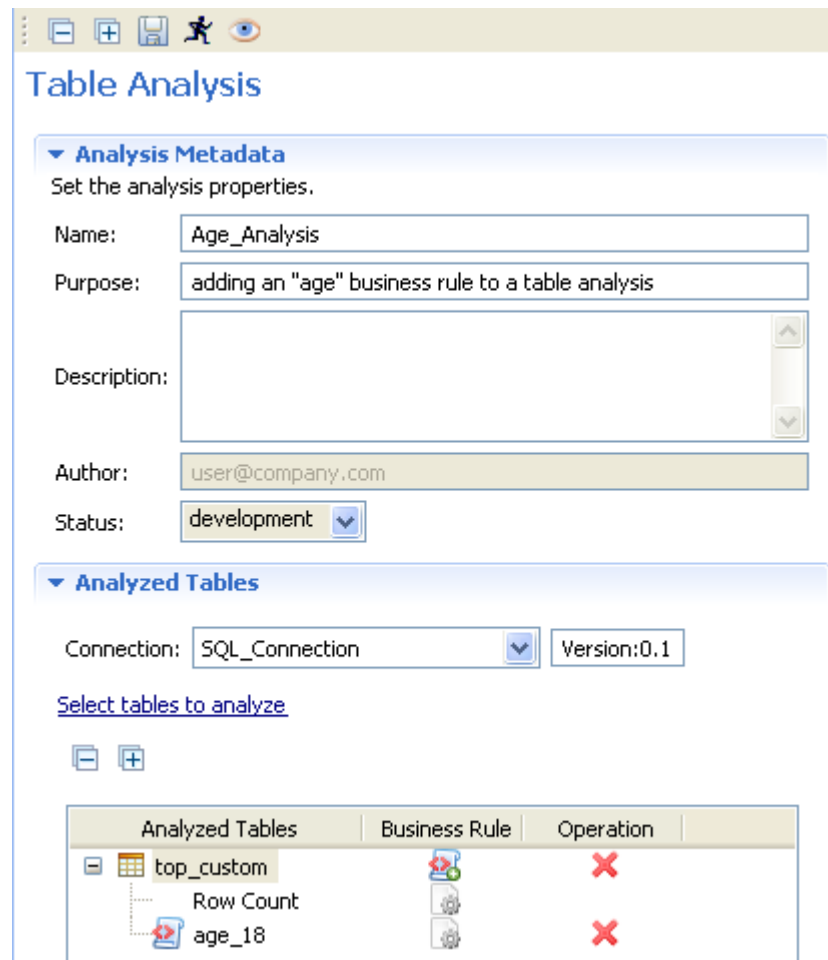 Table Analysis
Analysis Metadata
Set the analysis properties.
Name: Age_Analysis
Purpose: adding an "age" business rule to a table analysis
Description:
Author: user@company.com
Status: development
Analyzed Tables
Connection: SQL_Connection Version:0.1
Select tables to analyze
Analyzed Tables Business Rule Operation
top_custom
Row Count
age_18